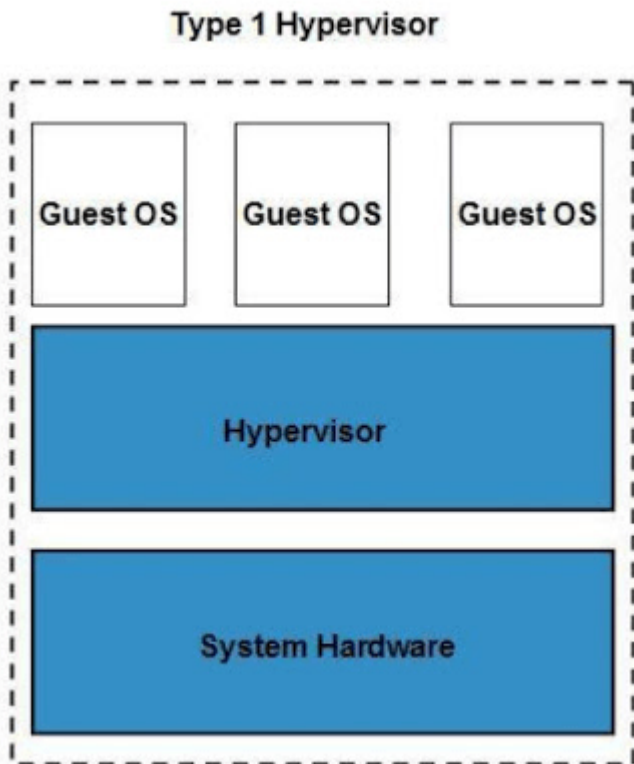 Type 1 Hypervisor
Guest OS
Guest OS
Guest OS
Hypervisor
System Hardware